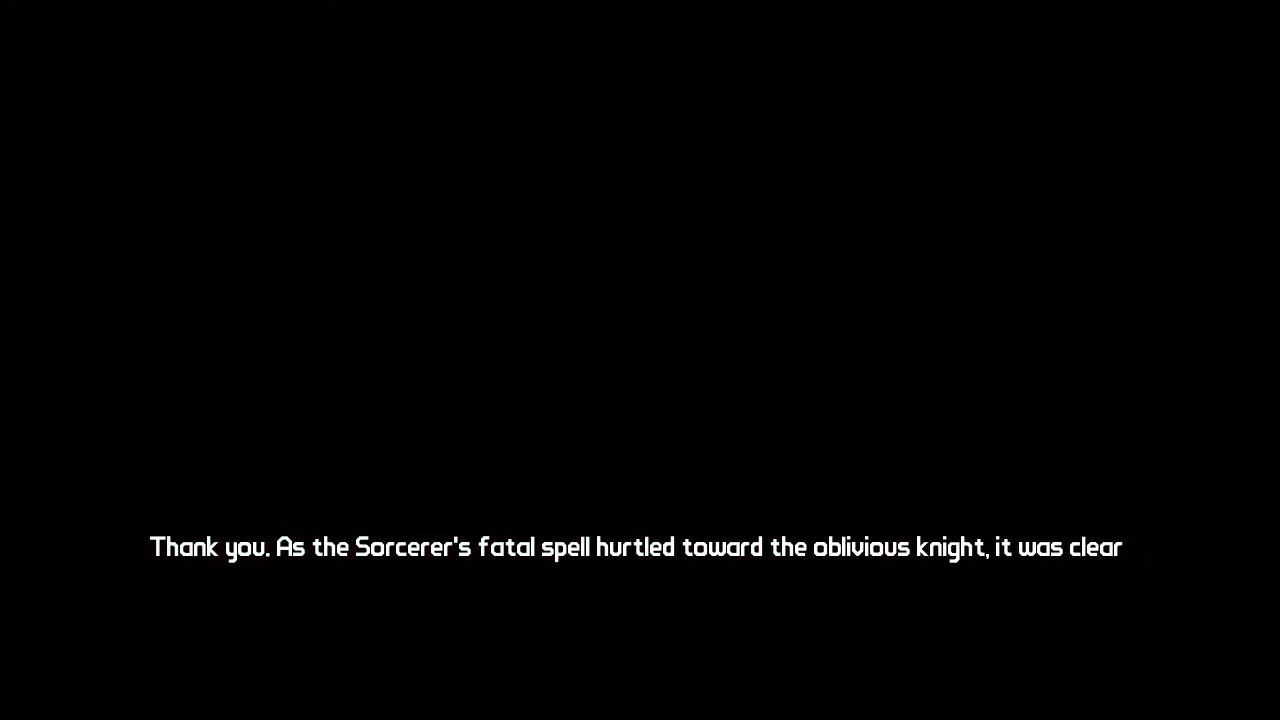 Thank you. As the Sorcerer's fatal spell hurtled toward the oblivious knight, it was clear